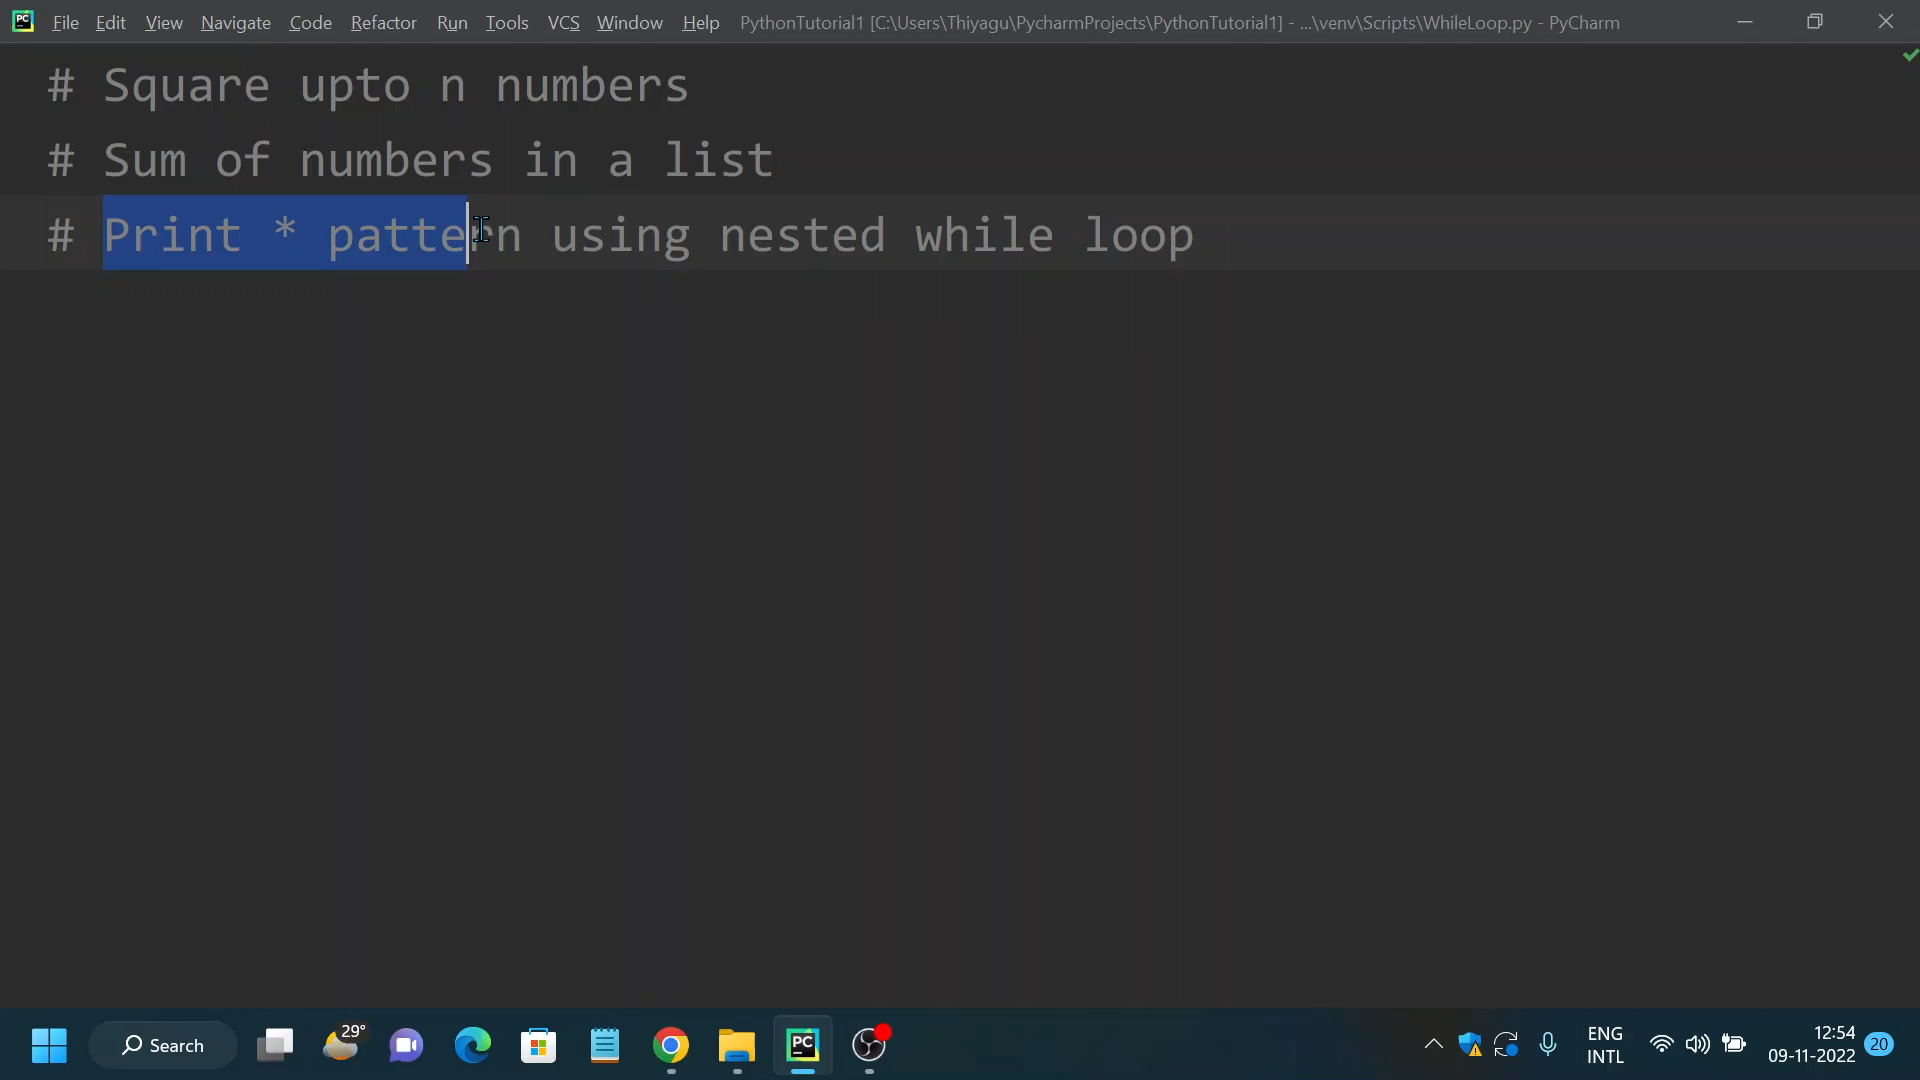 PC File Edit View Navigate Code Refactor Run Tools VCS Window Help PythonTutorial1 [C:\Users\Thiyagu\PycharmProjects\PythonTutorial1] - ...\venv\Scripts\WhileLoop.py - PyCharm
# Square upto n numbers
# Sum of numbers in a list
# Print * pattern using nested while loop
Search
29°
PC
ENG
INTL
12:54
09-11-2022
20